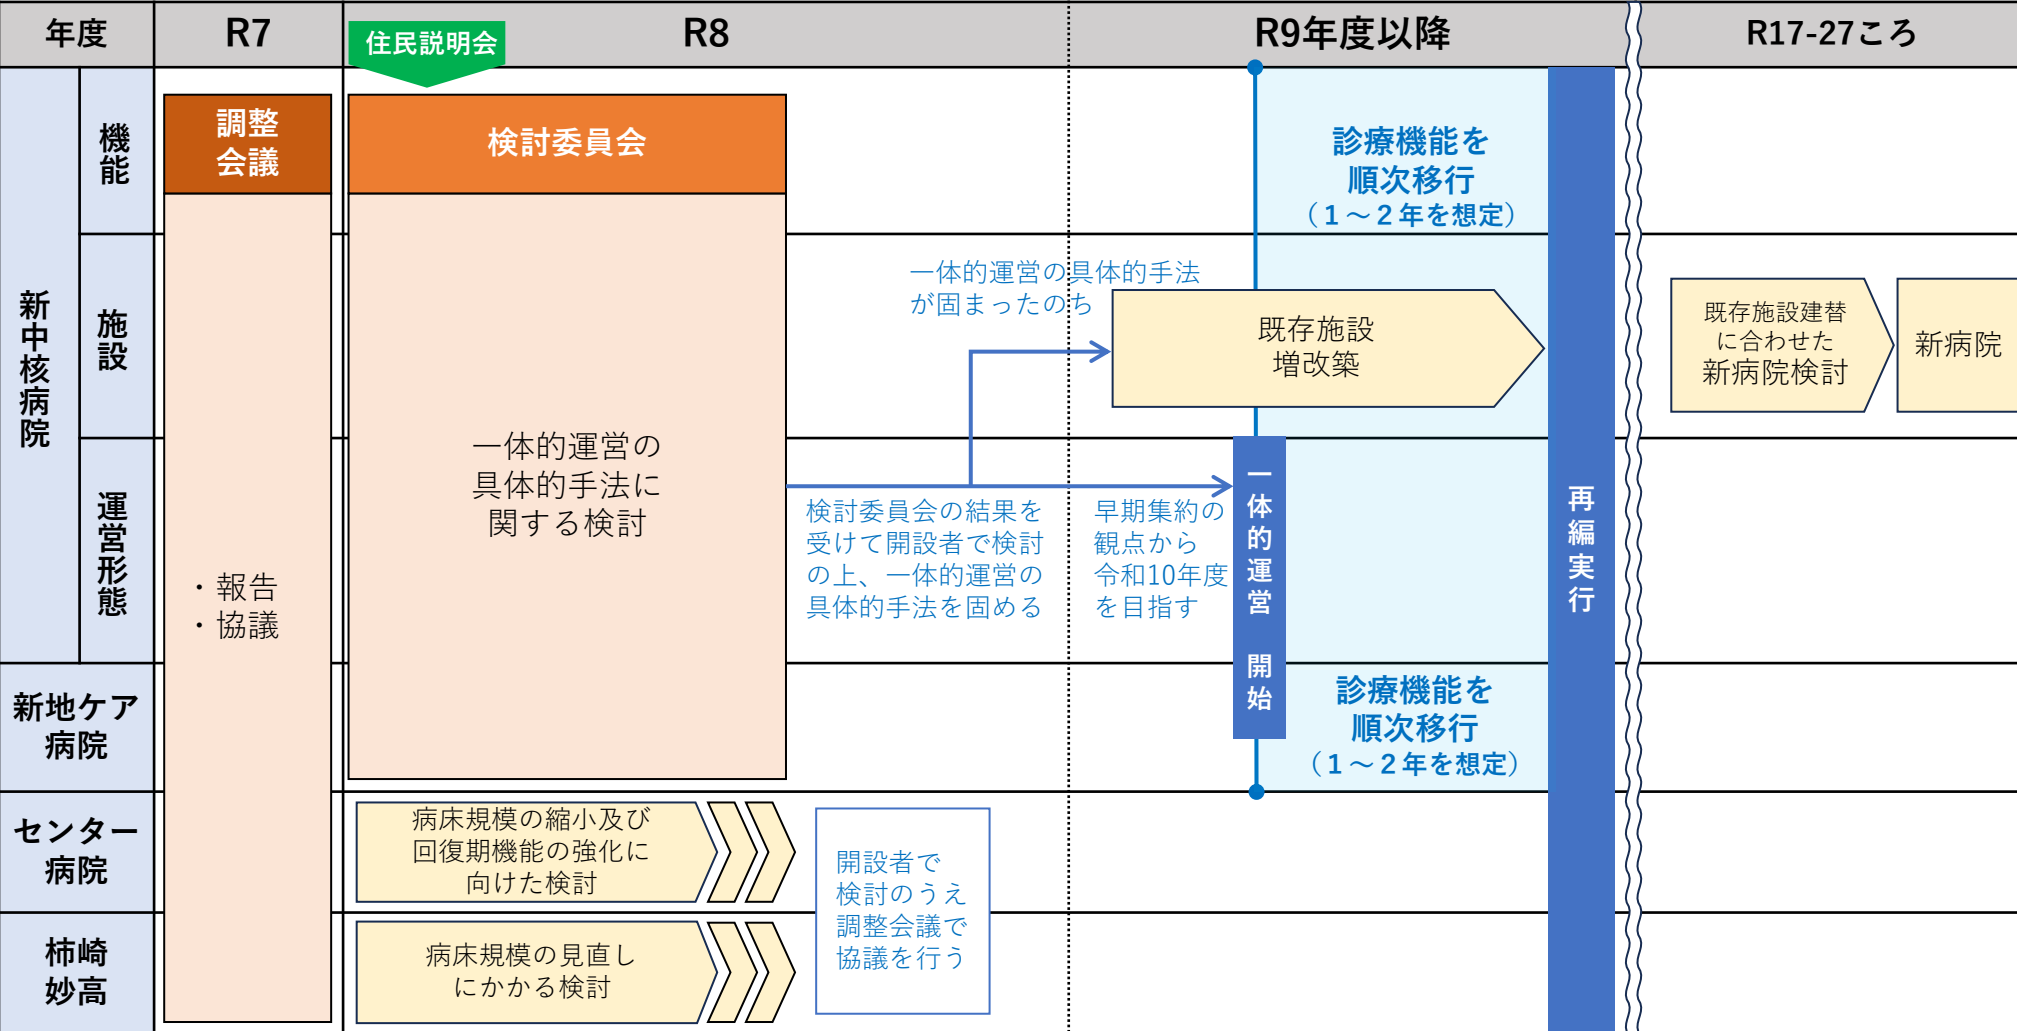 年度
R7
R8
R9年度以降
R17-27ころ
住民説明会
新中核病院
機能
施設
運営形態
新地ケア
病院
センター
病院
柿崎
妙高
調整
会議
・報告
・協議
検討委員会
一体的運営の
具体的手法に
関する検討
一体的運営の具体的手法
が固まったのち
既存施設
増改築
検討委員会の結果を
受けて開設者で検討
の上、一体的運営の
具体的手法を固める
早期集約の
観点から
令和10年度
を目指す
一体的運営 開始
診療機能を
順次移行
（１～２年を想定）
診療機能を
順次移行
（１～２年を想定）
再編実行
既存施設建替
に合わせた
新病院検討
新病院
病床規模の縮小及び
回復期機能の強化に
向けた検討
病床規模の見直し
にかかる検討
開設者で
検討のうえ
調整会議で
協議を行う